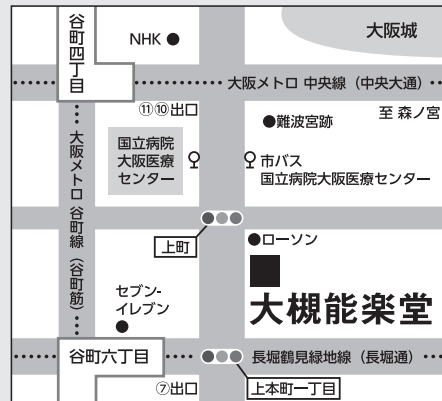 谷町四丁目
NHK
大阪城
大阪メトロ 中央線（中央大通）
⑪⑩出口
至 森ノ宮
難波宮跡
国立病院
大阪医療
センター
市バス
国立病院大阪医療センター
大阪メトロ 谷町線（谷町筋）
上町
ローソン
セブン-
イレブン
大槻能楽堂
谷町六丁目
長堀鶴見緑地線（長堀通）
⑦出口
上本町一丁目